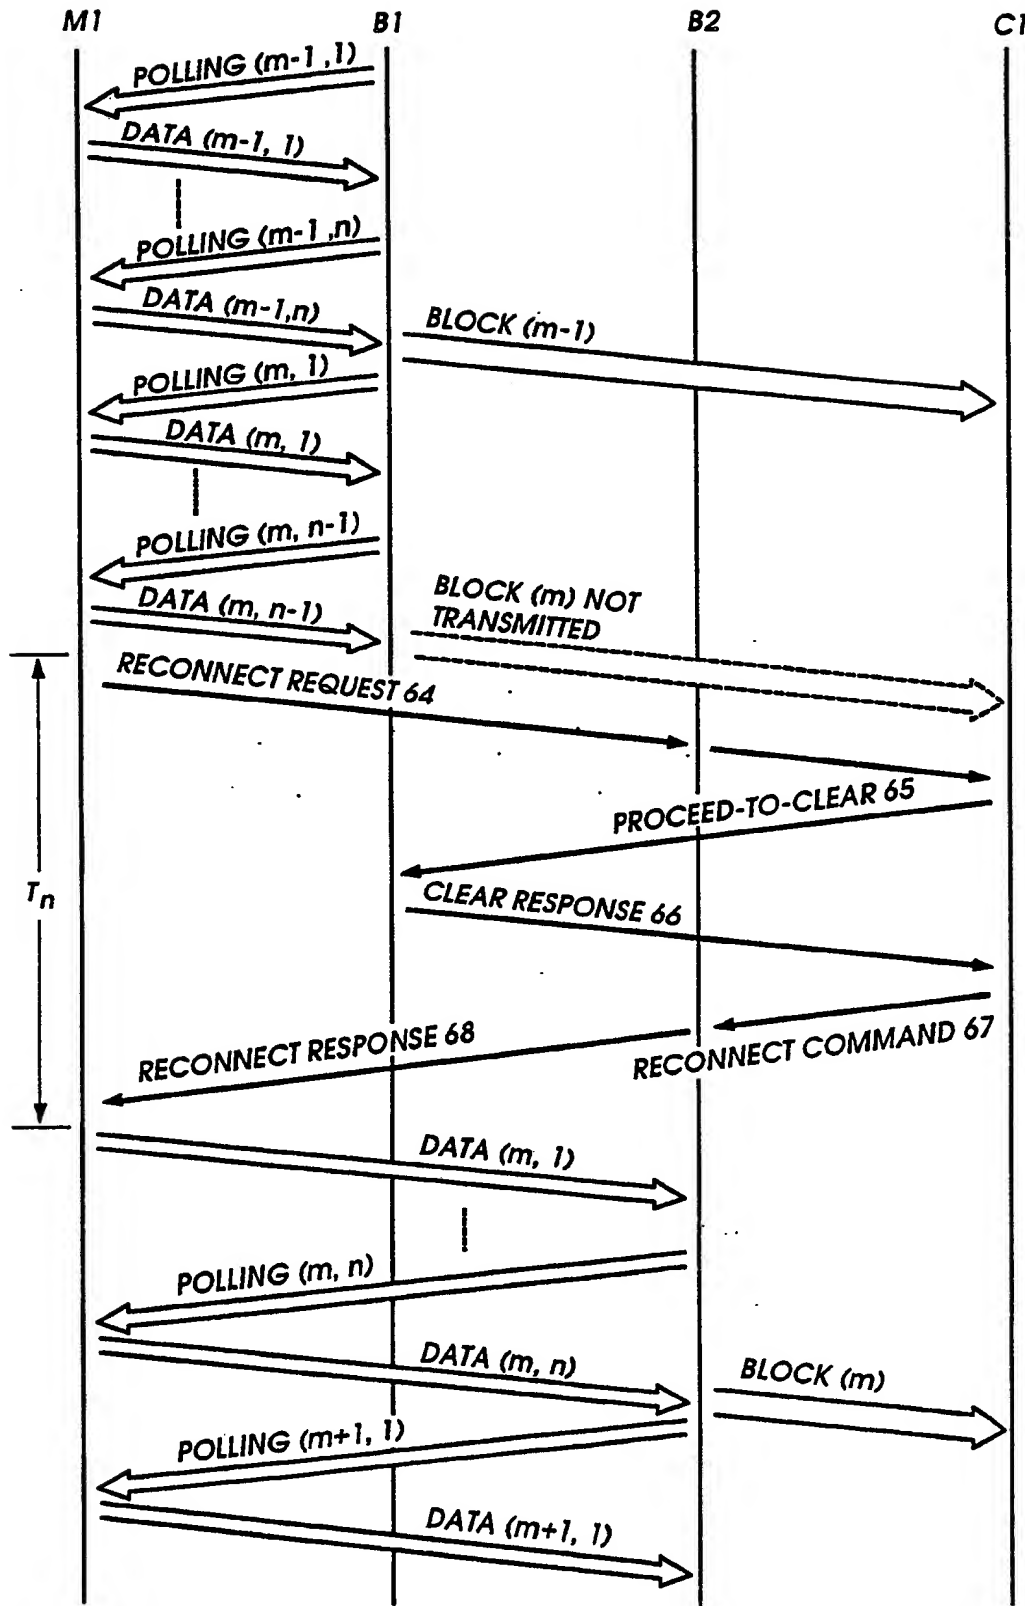 M1
B1
B2
C1
POLLING (m-1 ,1)
DATA (m-1, 1)
POLLING (m-1 ,n)
DATA (m-1,n)
BLOCK (m-1)
POLLING (m, 1)
DATA (m, 1)
POLLING (m, n-1)
DATA (m, n-1)
BLOCK (m) NOT
TRANSMITTED
RECONNECT REQUEST 64
PROCEED-TO-CLEAR 65
Tn
CLEAR RESPONSE 66
RECONNECT RESPONSE 68
RECONNECT COMMAND 67
DATA (m, 1)
POLLING (m, n)
DATA (m, n)
BLOCK (m)
POLLING (m+1, 1)
DATA (m+1, 1)